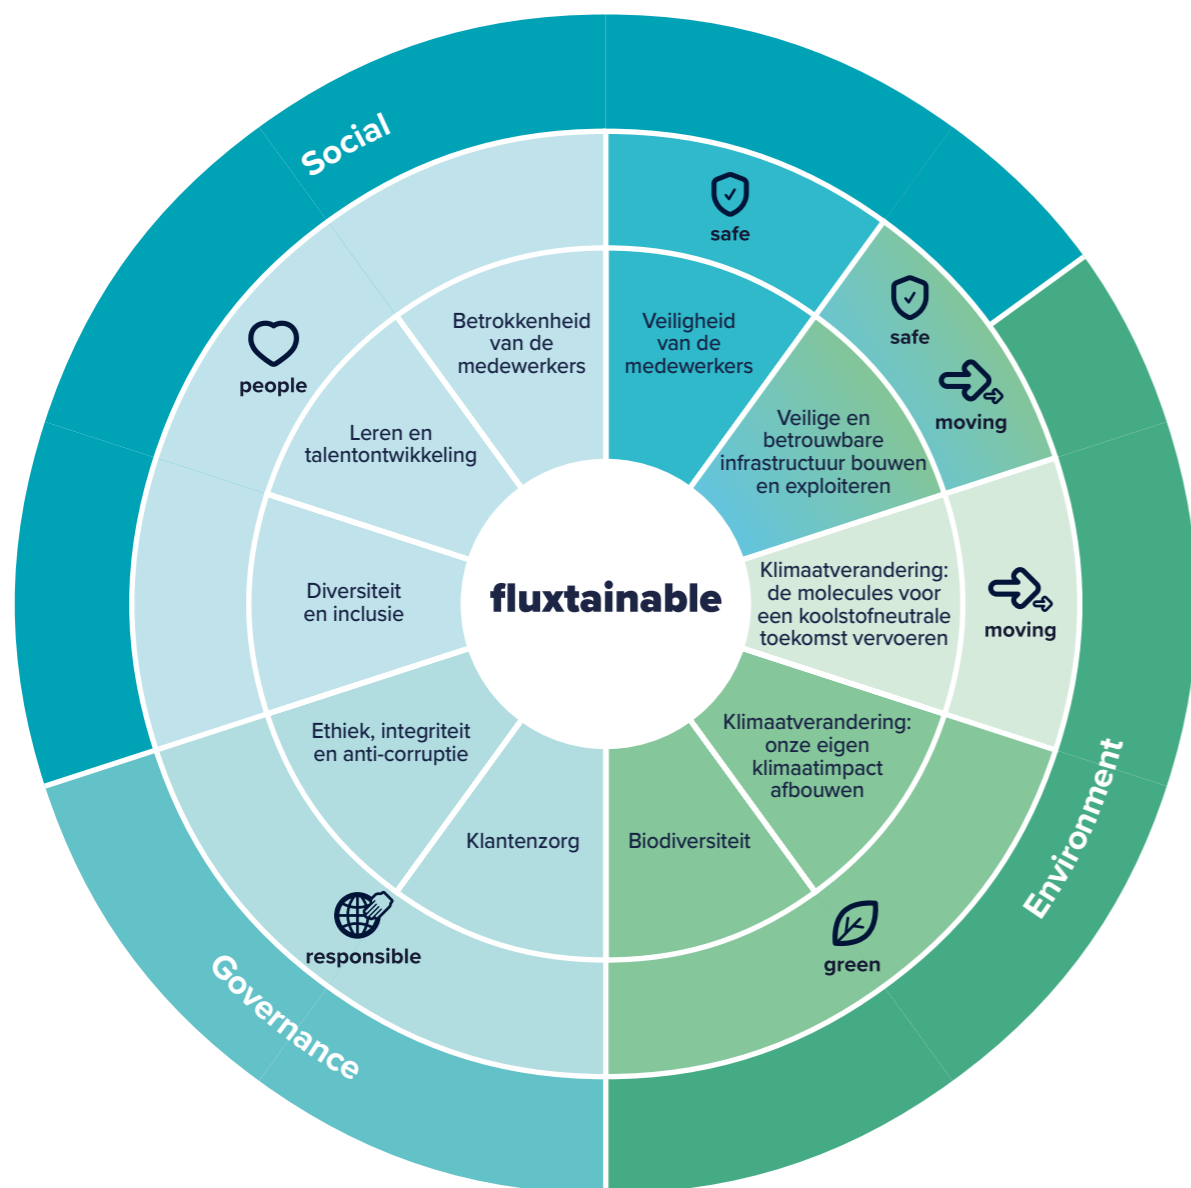 Social
safe
safe
moving
people
Betrokkenheid
van de
medewerkers
Veiligheid
van de
medewerkers
Leren en
talentontwikkeling
Veilige en
betrouwbare
infrastructuur bouwen
en exploiteren
Diversiteit
en inclusie
fluxtainable
Klimaatverandering:
de molecules voor
een koolstofneutrale
toekomst vervoeren
moving
Ethiek, integriteit
en anti-corruptie
Klimaatverandering:
onze eigen
klimaatimpact
afbouwen
Klantenzorg
Biodiversiteit
Environment
responsible
green
Governance